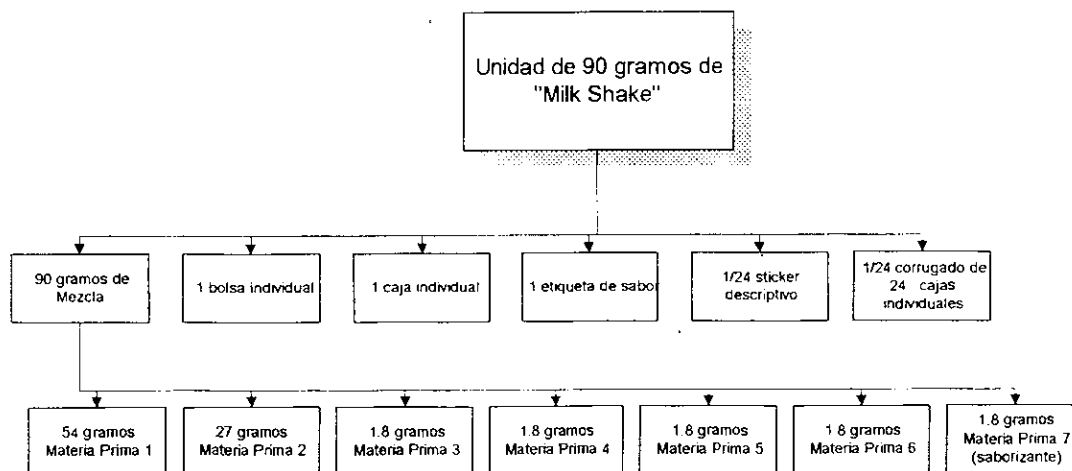 Unidad de 90 gramos de
"Milk Shake"
90 gramos de
Mezcla
1 bolsa individual
1 caja individual
1 etiqueta de sabor
1/24 sticker
descriptivo
1/24 corrugado de
24 cajas
individuales
54 gramos
Materia Prima 1
27 gramos
Materia Prima 2
1.8 gramos
Materia Prima 3
1.8 gramos
Materia Prima 4
1.8 gramos
Materia Prima 5
1 8 gramos
Materia Prima 6
1.8 gramos
Materia Prima 7
(saborizante)